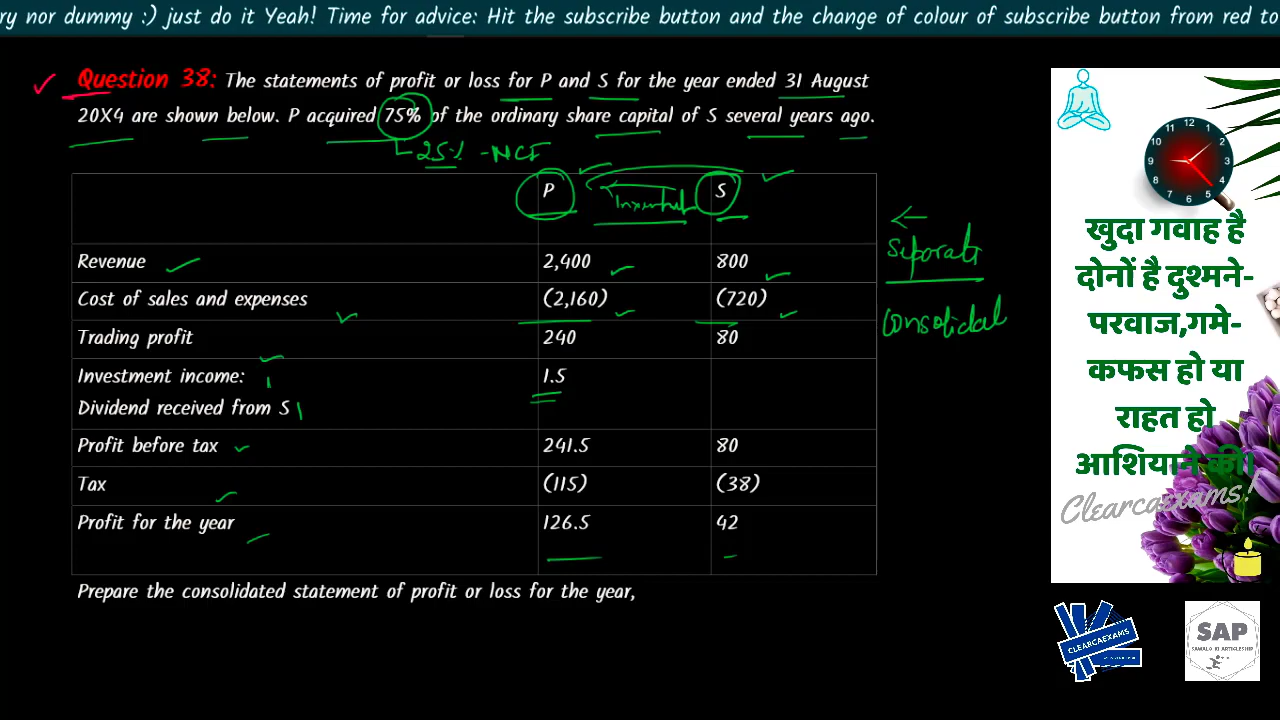 ry nor dummy :) just do it Yeah! Time for advice: Hit the subscribe button and the change of colour of subscribe button from red to
Question 38: The statements of profit or loss for P and S for the year ended 31 August
20X4 are shown below. P acquired 75% of the ordinary share capital of S several years ago.
25% - NCI
P S
Revenue 2,400 800
Cost of sales and expenses (2,160) (720)
Trading profit 240 80
Investment income: 1.5
Dividend received from S
Profit before tax 241.5 80
Tax (115) (38)
Profit for the year 126.5 42
Prepare the consolidated statement of profit or loss for the year,
खुदा गवाह है
दोनों है दुश्मने-
परवाज,गमे-
कफस हो या
राहत हो
आशियाने की।
Clearcaexams!
CLEARCAEXAMS
SAP
SAMAJLO KI ARTICLESHIP